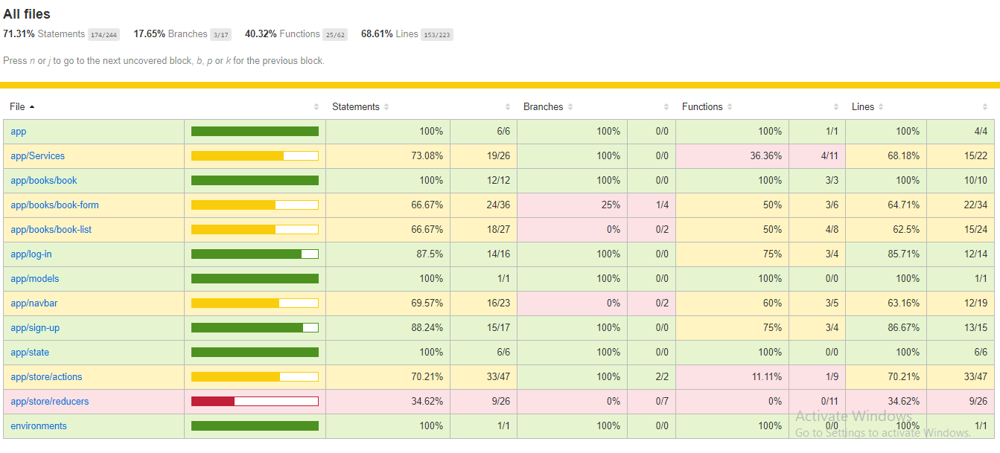 All files
71.31% Statements 174/244 17.65% Branches 3/17 40.32% Functions 25/62 68.61% Lines 153/223
Press n or j to go to the next uncovered block, b, p or k for the previous block.
File Statements Branches Functions Lines
app 100% 6/6 100% 0/0 100% 1/1 100% 4/4
app/Services 73.08% 19/26 100% 0/0 36.36% 4/11 68.18% 15/22
app/books/book 100% 12/12 100% 0/0 100% 3/3 100% 10/10
app/books/book-form 66.67% 24/36 25% 1/4 50% 3/6 64.71% 22/34
app/books/book-list 66.67% 18/27 0% 0/2 50% 4/8 62.5% 15/24
app/log-in 87.5% 14/16 100% 0/0 75% 3/4 85.71% 12/14
app/models 100% 1/1 100% 0/0 100% 0/0 100% 1/1
app/navbar 69.57% 16/23 0% 0/2 60% 3/5 63.16% 12/19
app/sign-up 88.24% 15/17 100% 0/0 75% 3/4 86.67% 13/15
app/state 100% 6/6 100% 0/0 100% 0/0 100% 6/6
app/store/actions 70.21% 33/47 100% 2/2 11.11% 1/9 70.21% 33/47
app/store/reducers 34.62% 9/26 0% 0/7 0% 0/11 34.62% 9/26
environments 100% 1/1 100% 0/0 100% 0/0 100% 1/1
Activate Windows
Go to Settings to activate Windows.